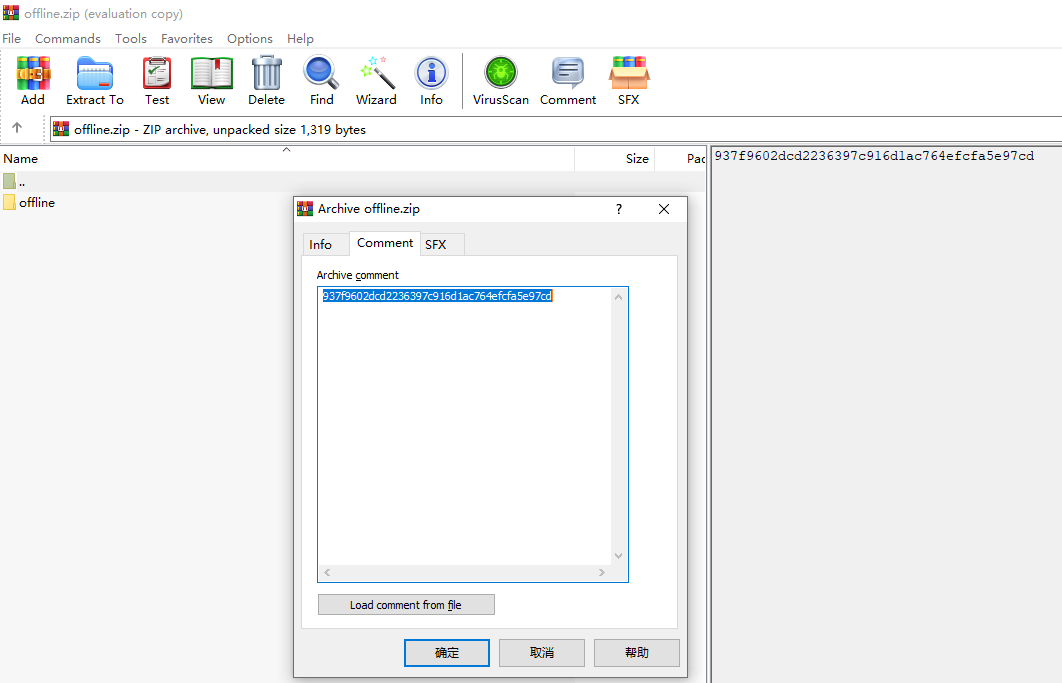 offline.zip (evaluation copy)
File Commands Tools Favorites Options Help
Add Extract To Test View Delete Find Wizard Info VirusScan Comment SFX
offline.zip - ZIP archive, unpacked size 1,319 bytes
Name Size Pac
937f9602dcd2236397c916d1ac764efcfa5e97cd
..
offline
Archive offline.zip ?
Info Comment SFX
Archive comment
937f9602dcd2236397c916d1ac764efcfa5e97cd
Load comment from file
确定 取消 帮助